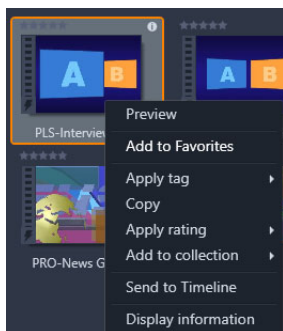 A B A B
PLS-Interview
Preview
Add to Favorites
Apply tag
Copy
Apply rating
PRO-News G
Add to collection
Send to Timeline
Display information